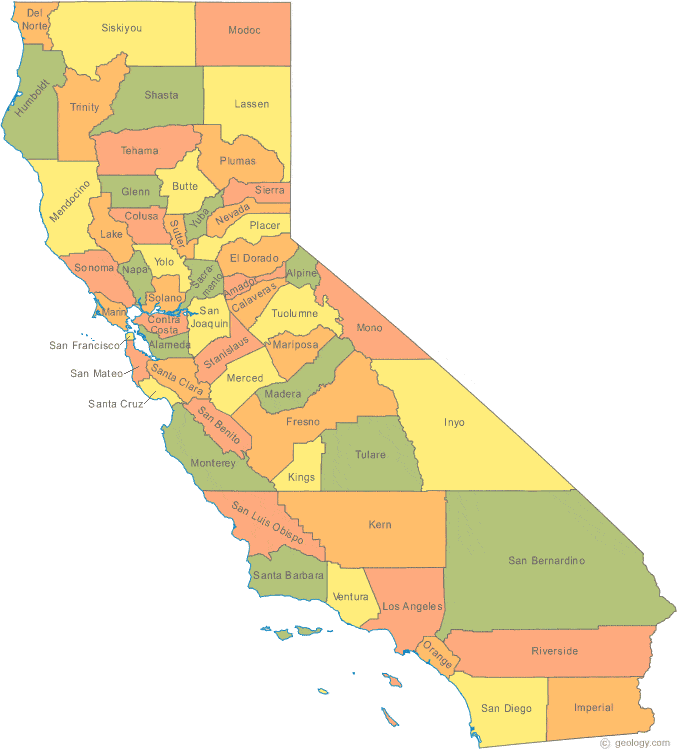 Del
Norte
Siskiyou
Modoc
Humboldt
Trinity
Shasta
Lassen
Tehama
Plumas
Mendocino
Glenn
Butte
Sierra
Colusa
Sutter
Yuba
Nevada
Placer
Lake
Sonoma
Napa
Yolo
Sacra-
mento
El Dorado
Alpine
Amador
Calaveras
Solano
Marin
Contra
Costa
San
Joaquin
Tuolumne
Mono
San Francisco
Alameda
Stanislaus
Mariposa
San Mateo
Santa Clara
Merced
Madera
Santa Cruz
San Benito
Fresno
Inyo
Monterey
Kings
Tulare
San Luis Obispo
Kern
San Bernardino
Santa Barbara
Ventura
Los Angeles
Orange
Riverside
San Diego
Imperial
© geology.com